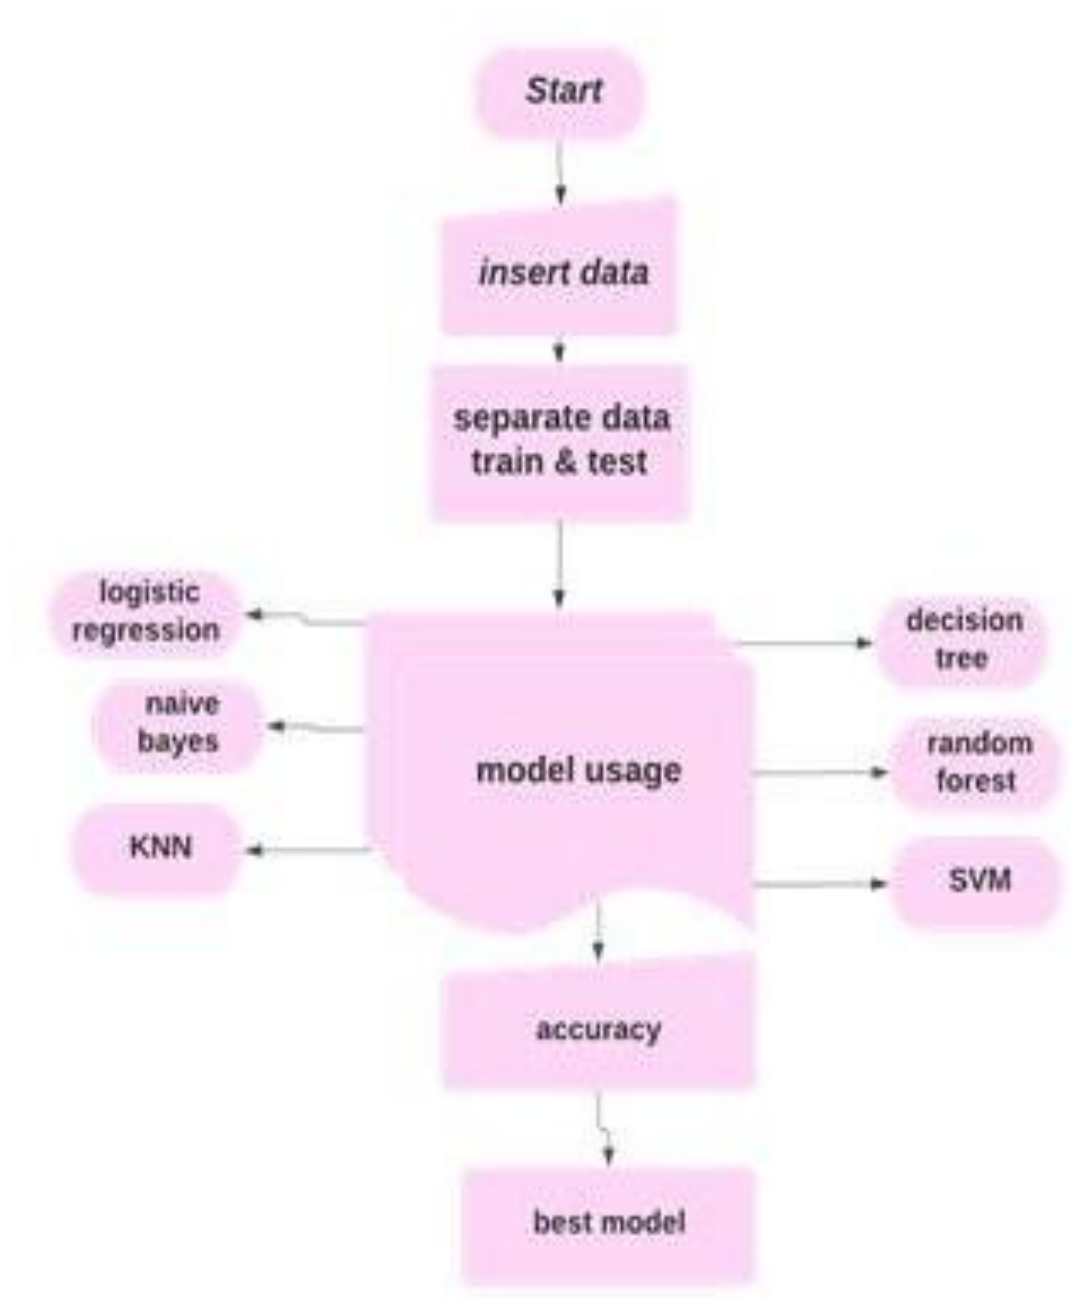 Start
insert data
separate data
train & test
logistic
regression
decision
tree
naive
bayes
model usage
random
forest
KNN
SVM
accuracy
best model